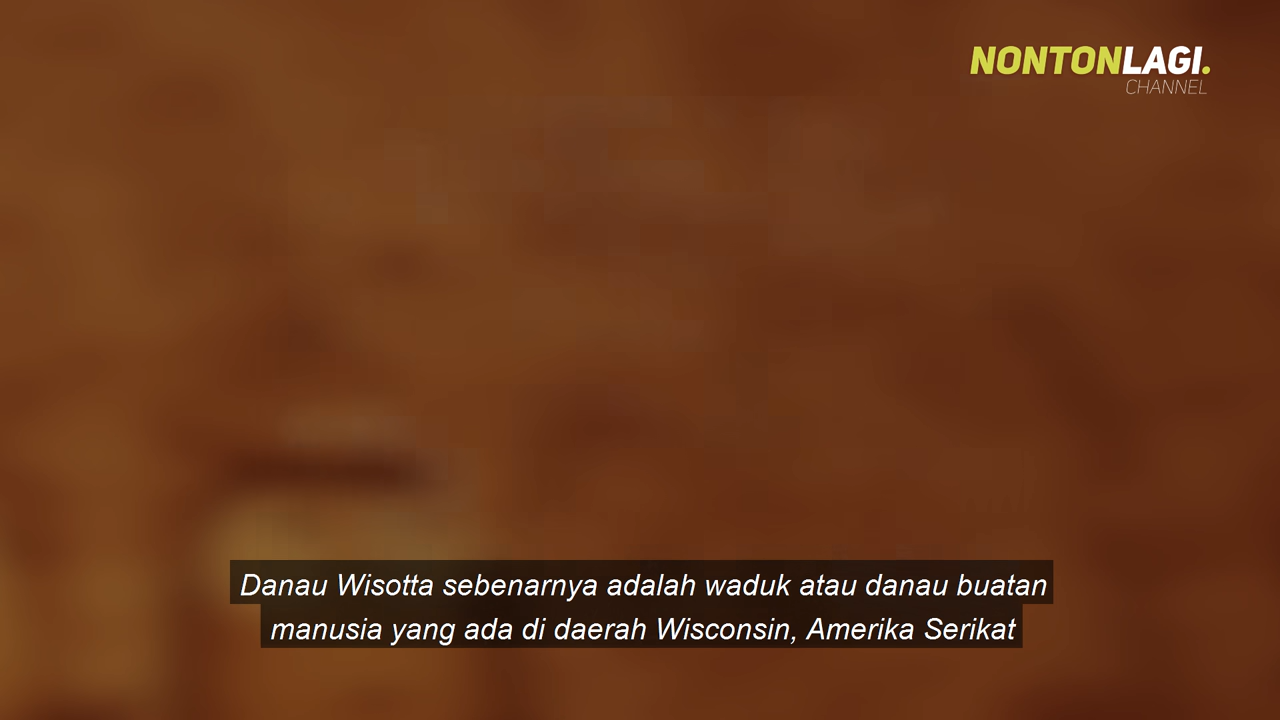 NONTONLAGI.
CHANNEL
Danau Wisotta sebenarnya adalah waduk atau danau buatan
manusia yang ada di daerah Wisconsin, Amerika Serikat